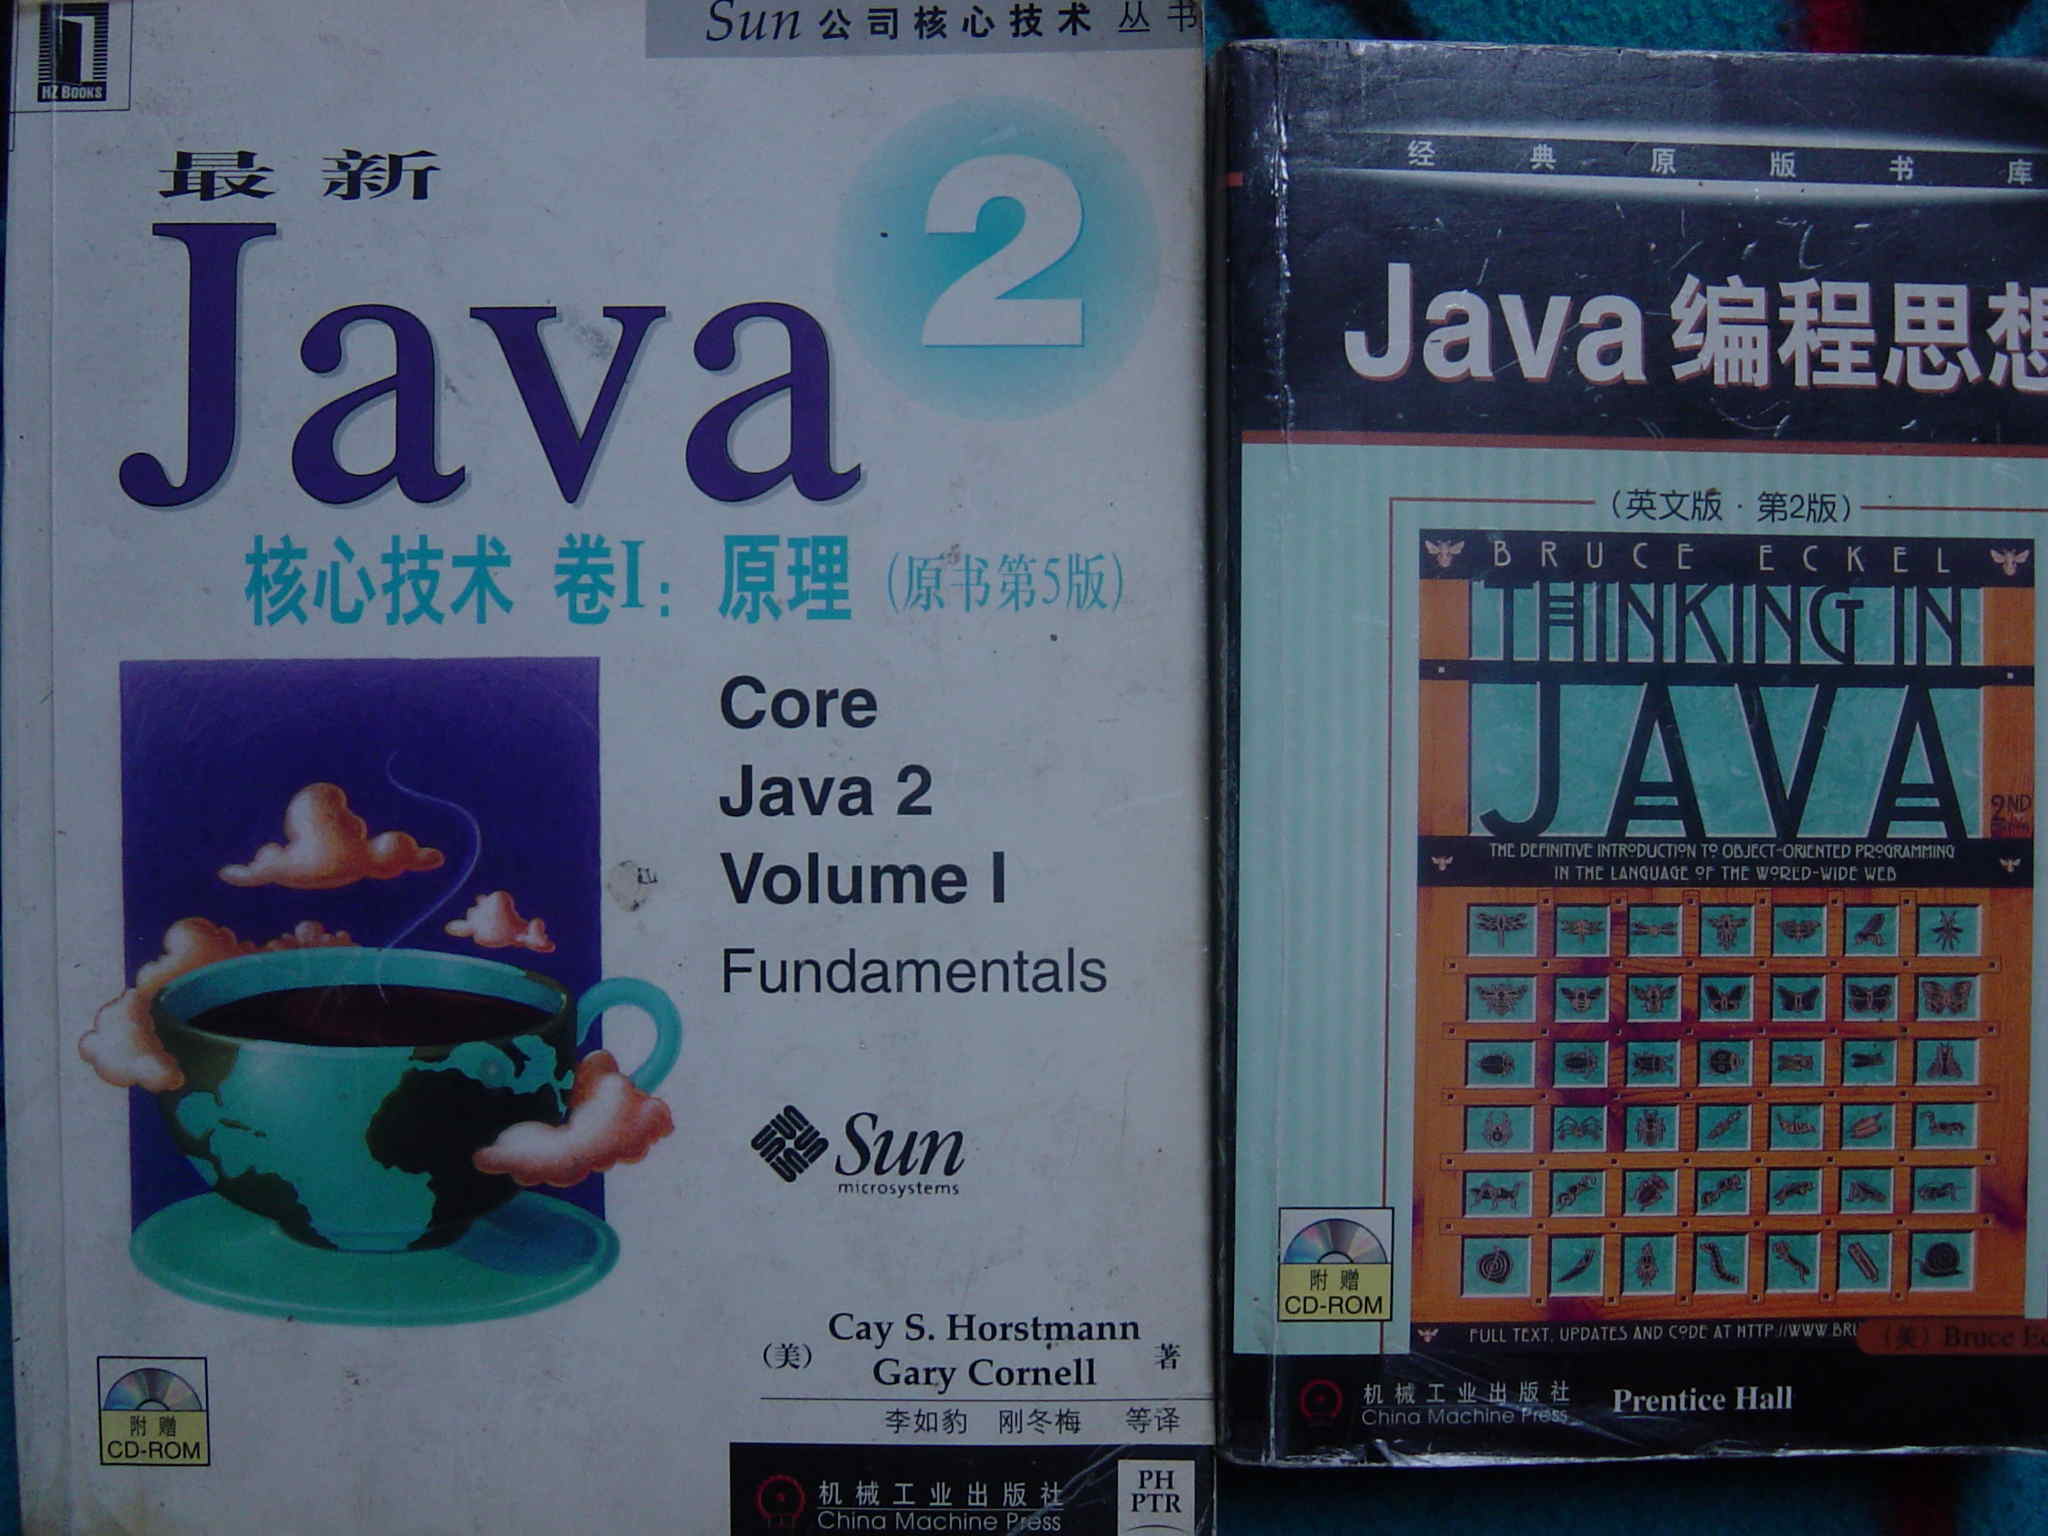 Sun 公司核心技术 丛书
HZ BOOKS
最新
Java 2
核心技术 卷I：原理（原书第5版）
Core
Java 2
Volume I
Fundamentals
Sun
microsystems
Cay S. Horstmann
（美） 著
Gary Cornell
李如豹 刚冬梅 等译
附赠
CD-ROM
机械工业出版社
China Machine Press
PH
PTR
经典原版书库
Java 编程思想
（英文版·第2版）
BRUCE ECKEL
THINKING IN
JAVA
2ND
THE DEFINITIVE INTRODUCTION TO OBJECT-ORIENTED PROGRAMMING
IN THE LANGUAGE OF THE WORLD-WIDE WEB
附赠
CD-ROM
FULL TEXT, UPDATES AND CODE AT HTTP://WWW.BRU
（美）Bruce Ec
机械工业出版社
China Machine Press
Prentice Hall